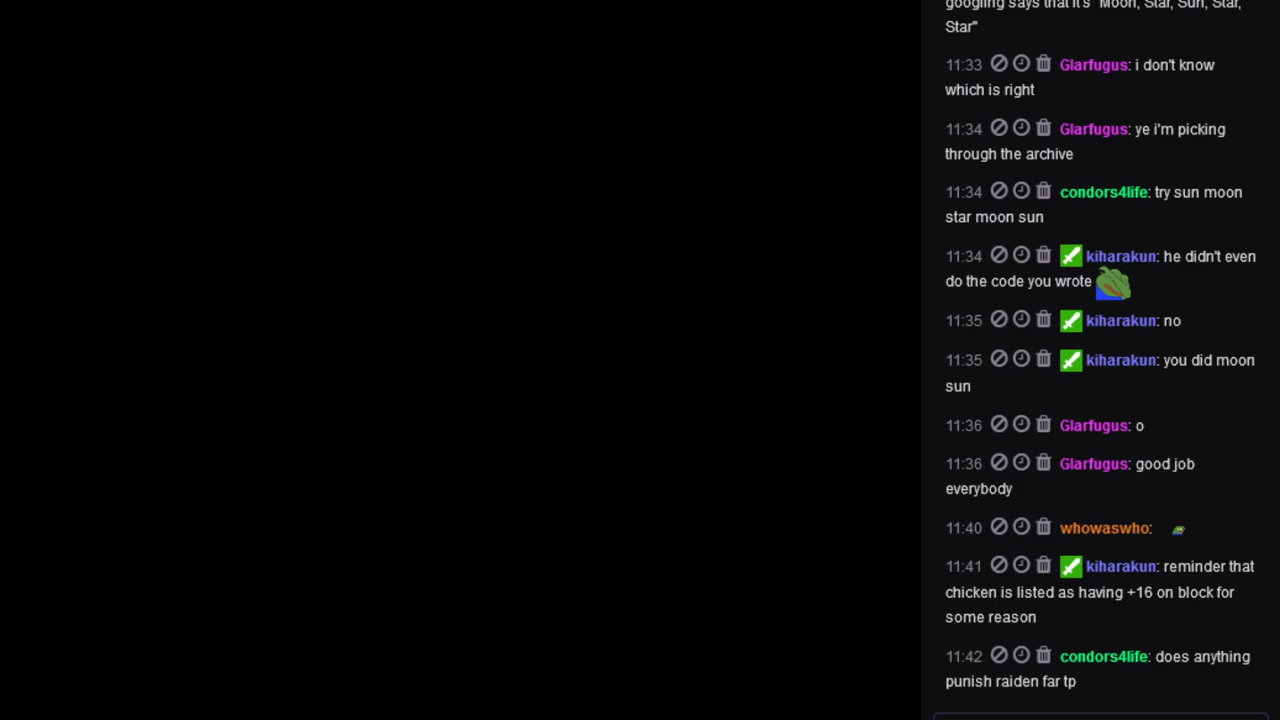 googling says that it's "Moon, Star, Sun, Star,
Star"
11:33 Glarfugus: i don't know
which is right
11:34 Glarfugus: ye i'm picking
through the archive
11:34 condors4life: try sun moon
star moon sun
11:34 kiharakun: he didn't even
do the code you wrote
11:35 kiharakun: no
11:35 kiharakun: you did moon
sun
11:36 Glarfugus: o
11:36 Glarfugus: good job
everybody
11:40 whowaswho:
11:41 kiharakun: reminder that
chicken is listed as having +16 on block for
some reason
11:42 condors4life: does anything
punish raiden far tp